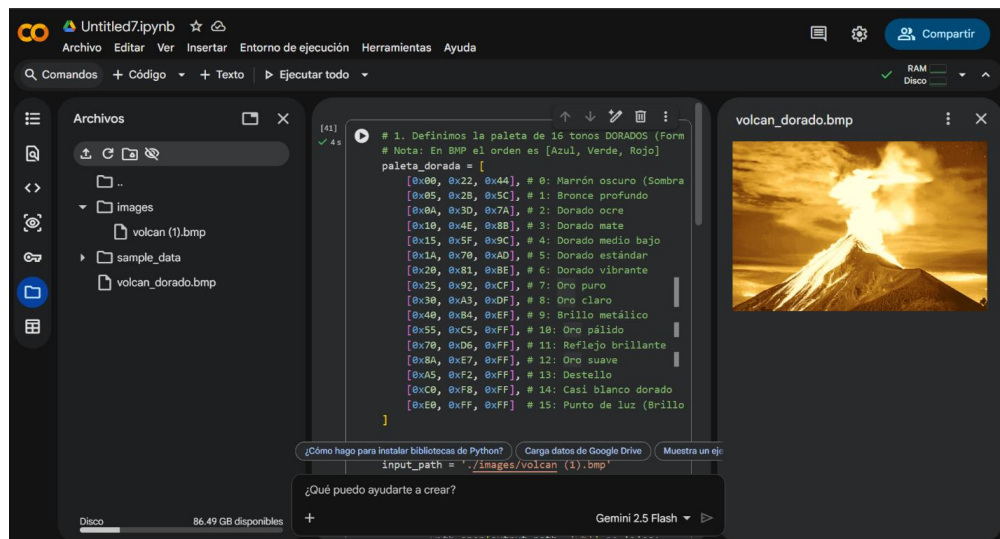 Untitled7.ipynb
Archivo Editar Ver Insertar Entorno de ejecución Herramientas Ayuda
Compartir
Comandos + Código + Texto Ejecutar todo
RAM
Disco
Archivos
..
images
volcan (1).bmp
sample_data
volcan_dorado.bmp
Disco 86.49 GB disponibles
[41]
4 s
# 1. Definimos la paleta de 16 tonos DORADOS (Form
# Nota: En BMP el orden es [Azul, Verde, Rojo]
paleta_dorada = [
[0x00, 0x22, 0x44], # 0: Marrón oscuro (Sombra
[0x05, 0x2B, 0x5C], # 1: Bronce profundo
[0x0A, 0x3D, 0x7A], # 2: Dorado ocre
[0x10, 0x4E, 0x8B], # 3: Dorado mate
[0x15, 0x5F, 0x9C], # 4: Dorado medio bajo
[0x1A, 0x70, 0xAD], # 5: Dorado estándar
[0x20, 0x81, 0xBE], # 6: Dorado vibrante
[0x25, 0x92, 0xCF], # 7: Oro puro
[0x30, 0xA3, 0xDF], # 8: Oro claro
[0x40, 0xB4, 0xEF], # 9: Brillo metálico
[0x55, 0xC5, 0xFF], # 10: Oro pálido
[0x70, 0xD6, 0xFF], # 11: Reflejo brillante
[0x8A, 0xE7, 0xFF], # 12: Oro suave
[0xA5, 0xF2, 0xFF], # 13: Destello
[0xC0, 0xF8, 0xFF], # 14: Casi blanco dorado
[0xE0, 0xFF, 0xFF] # 15: Punto de luz (Brillo
]
¿Cómo hago para instalar bibliotecas de Python? Carga datos de Google Drive Muestra un eje
input_path = './images/volcan (1).bmp'
¿Qué puedo ayudarte a crear?
+ Gemini 2.5 Flash
volcan_dorado.bmp